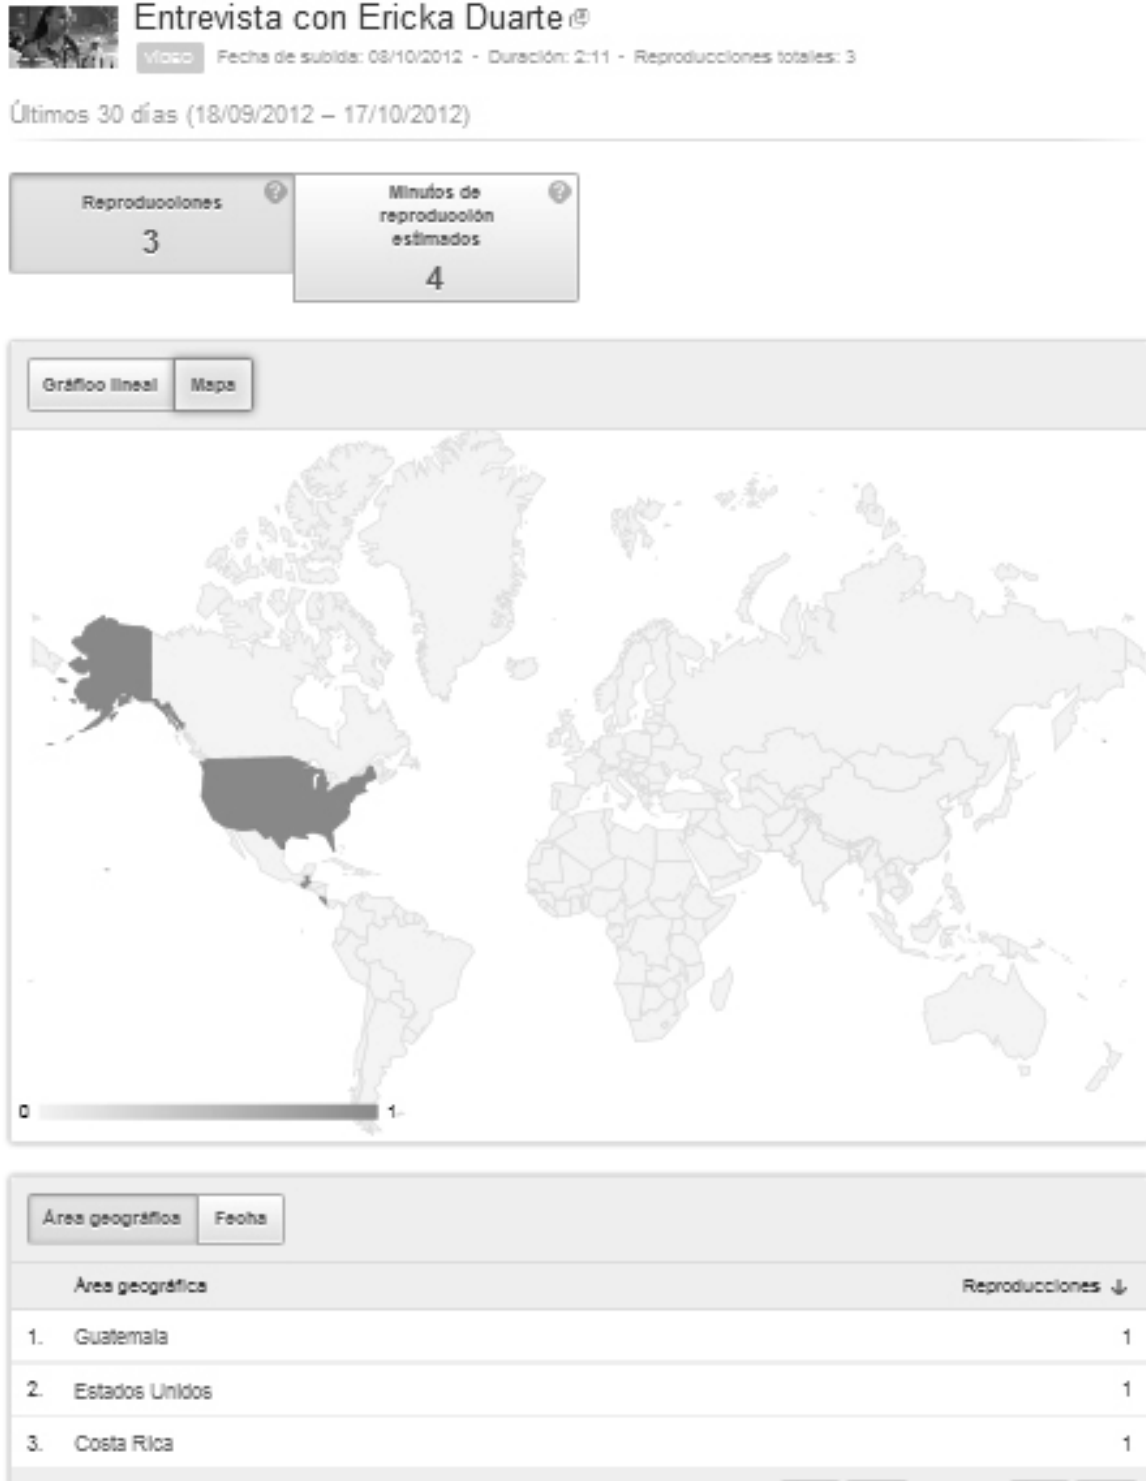 Entrevista con Ericka Duarte
VÍDEO Fecha de subida: 08/10/2012 - Duración: 2:11 - Reproducciones totales: 3
Últimos 30 días (18/09/2012 – 17/10/2012)
Reproducciones ?
3
Minutos de ?
reproducción
estimados
4
Gráfico lineal Mapa
0 1
Área geográfica Fecha
Área geográfica Reproducciones ↓
1. Guatemala 1
2. Estados Unidos 1
3. Costa Rica 1